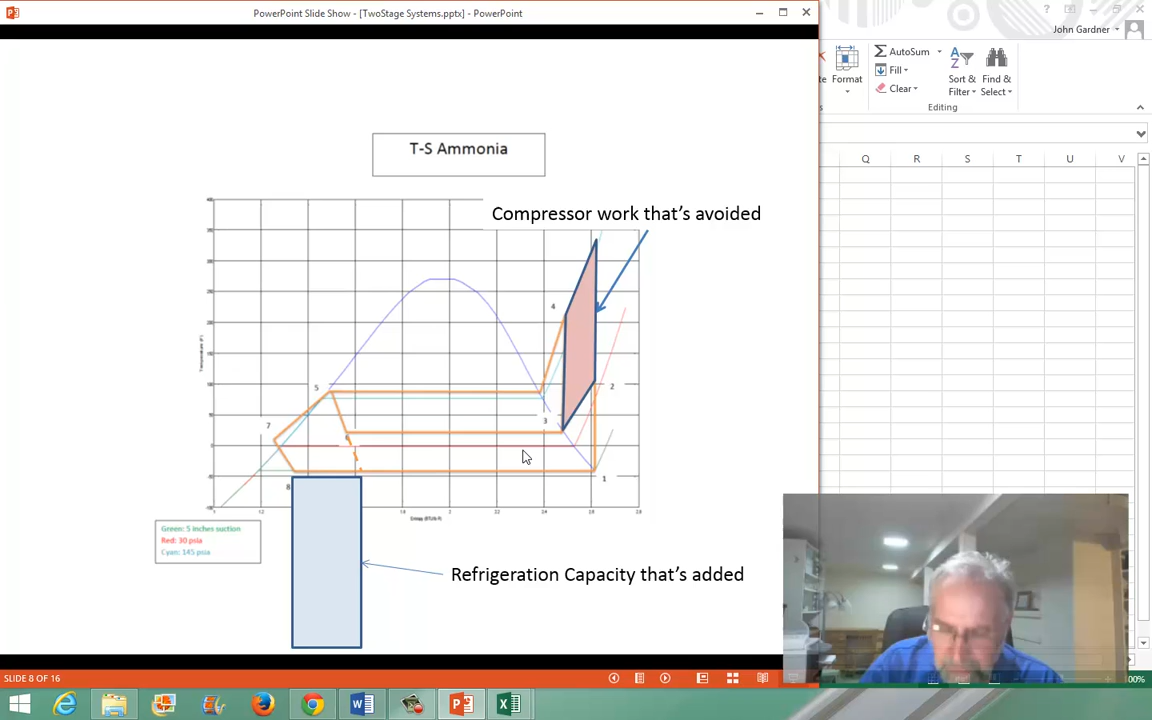 PowerPoint Slide Show - [TwoStage Systems.pptx] - PowerPoint
John Gardner
AutoSum
Fill
Clear
Format
Sort &
Filter
Find &
Select
Editing
Q R S T U V
T-S Ammonia
Compressor work that's avoided
4
5
2
3
7
6
1
8
Green: 5 inches suction
Red: 30 psia
Cyan: 145 psia
Refrigeration Capacity that's added
SLIDE 8 OF 16
00%